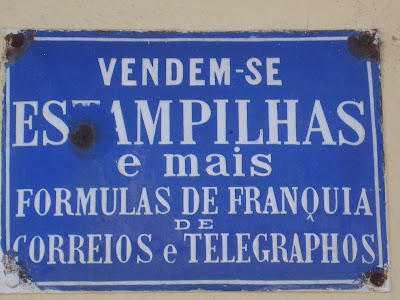 VENDEM-SE
ESTAMPILHAS
e mais
FORMULAS DE FRANQUIA
DE
CORREIOS e TELEGRAPHOS